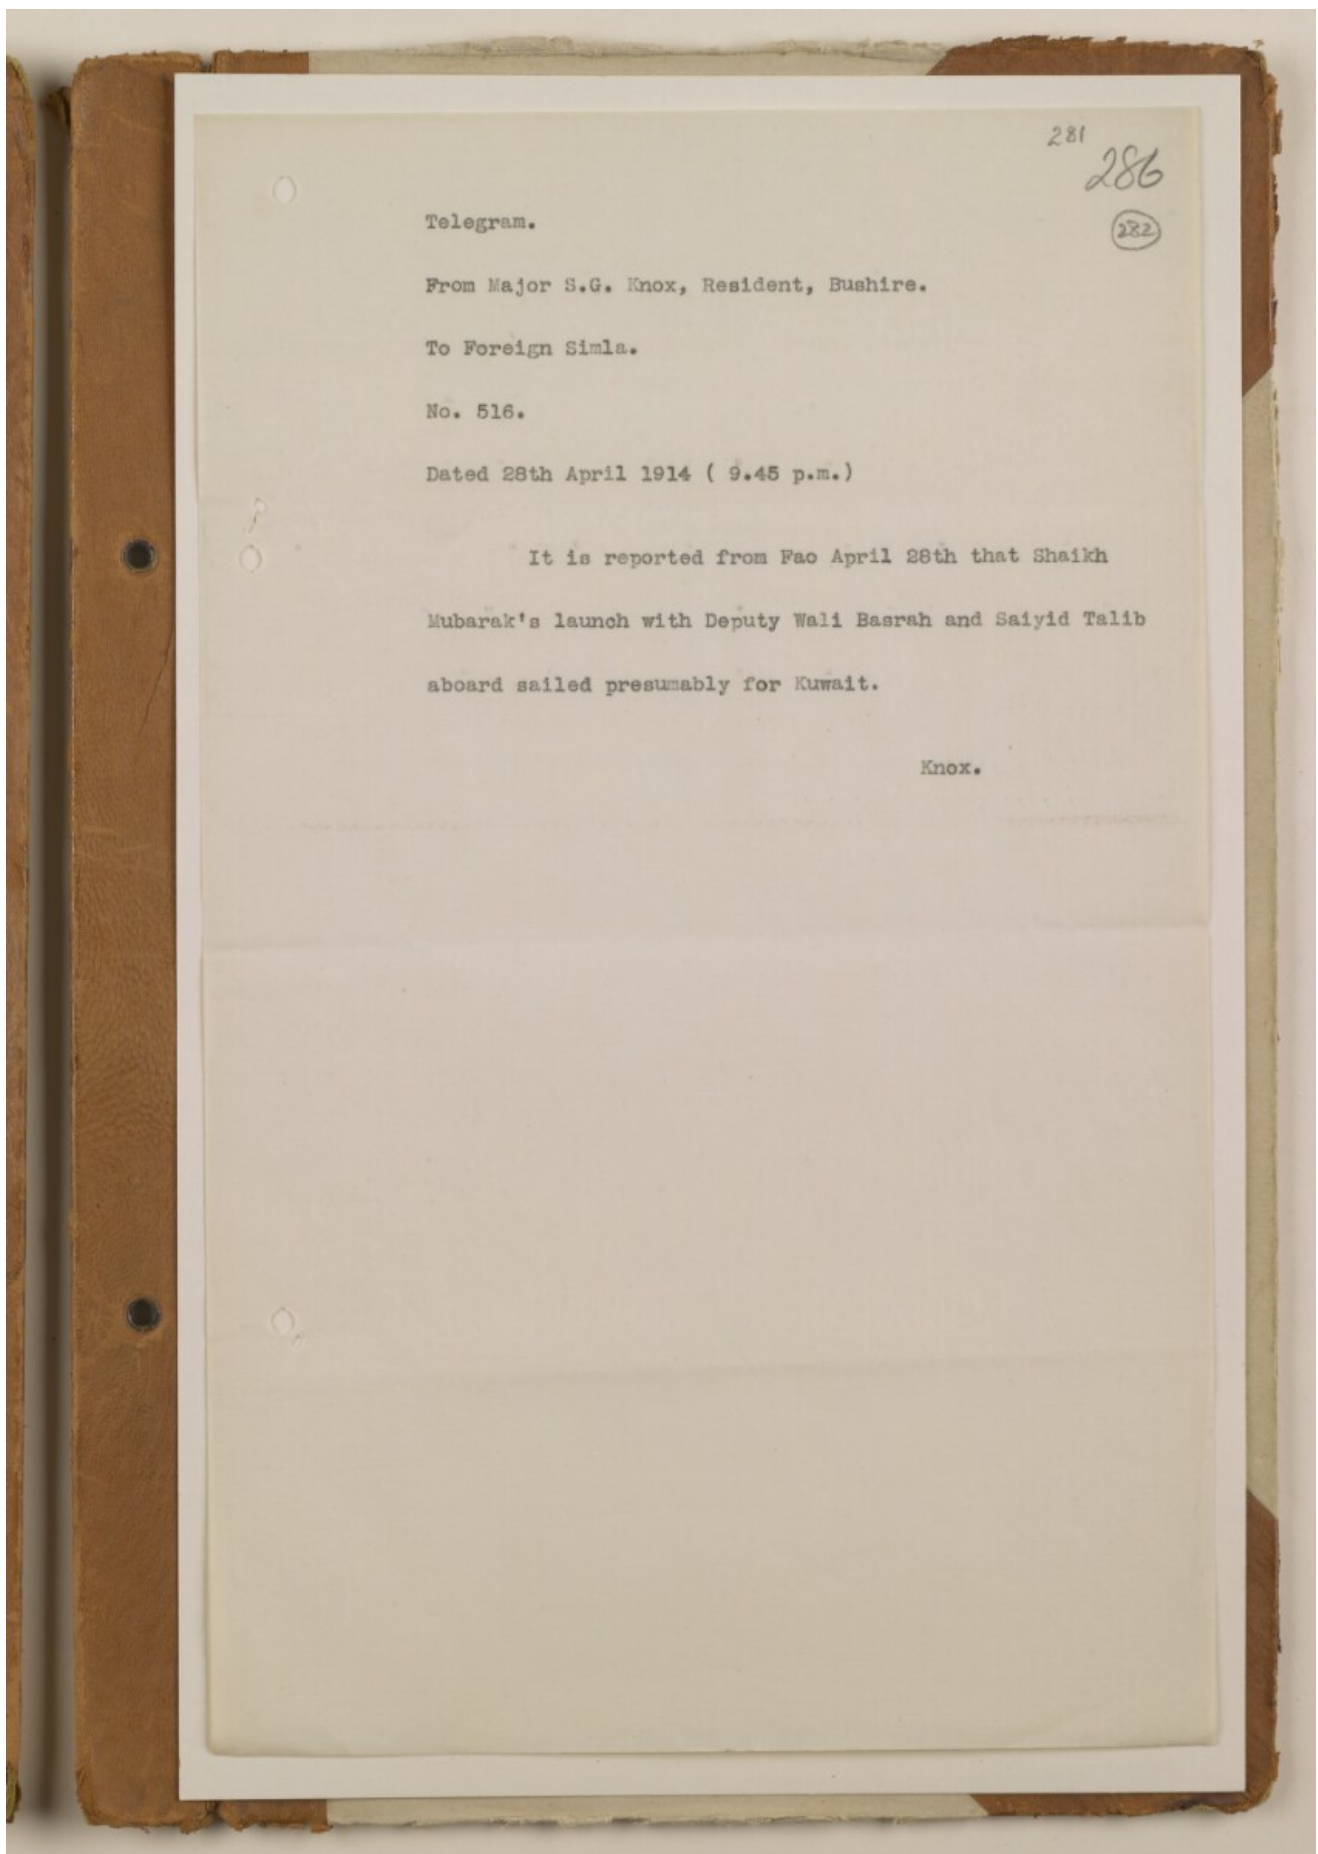 281
286
282
Telegram.
From Major S.G. Knox, Resident, Bushire.
To Foreign Simla.
No. 516.
Dated 28th April 1914 ( 9.45 p.m.)
It is reported from Fao April 28th that Shaikh
Mubarak's launch with Deputy Wali Basrah and Saiyid Talib
aboard sailed presumably for Kuwait.
Knox.